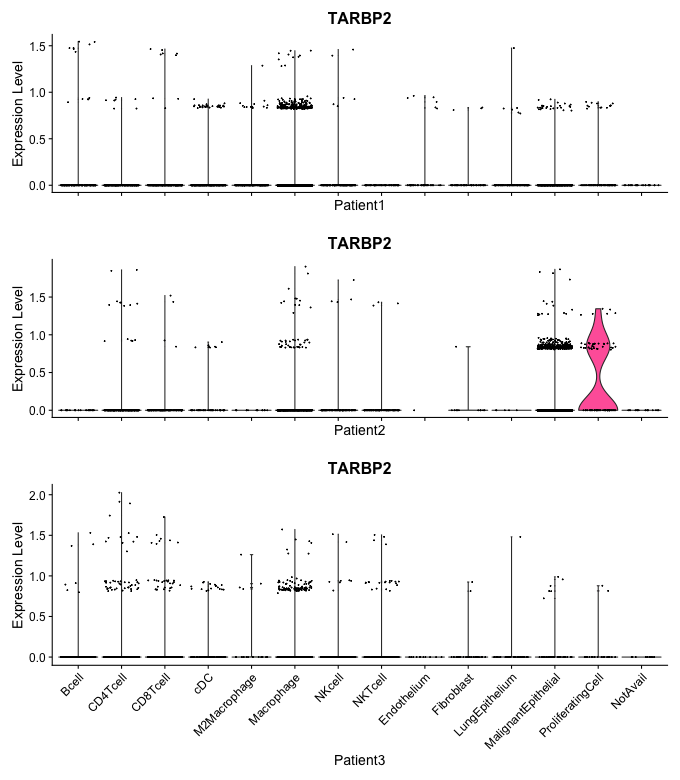 TARBP2
Expression Level
1.5
1.0
0.5
0.0
Patient1
TARBP2
Expression Level
1.5
1.0
0.5
0.0
Patient2
TARBP2
Expression Level
2.0
1.5
1.0
0.5
0.0
Bcell
CD4Tcell
CD8Tcell
cDC
M2Macrophage
Macrophage
NKcell
NKTcell
Endothelium
Fibroblast
LungEpithelium
MalignantEpithelial
ProliferatingCell
NotAvail
Patient3